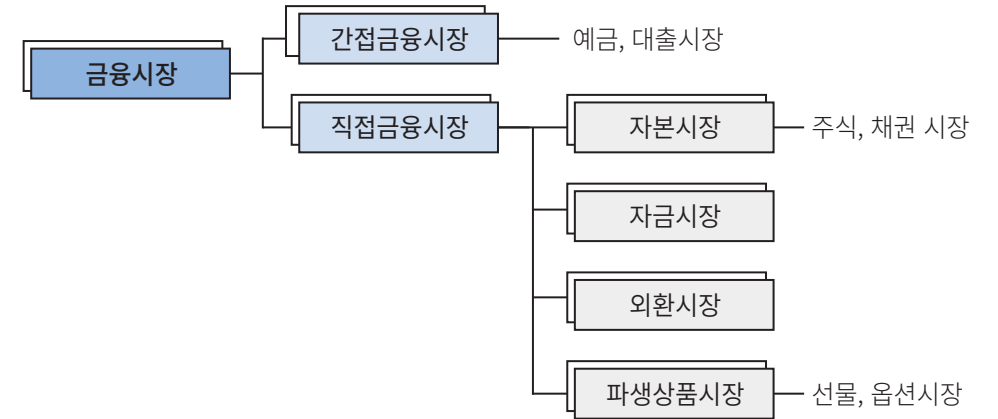 간접금융시장
예금, 대출시장
금융시장
직접금융시장
자본시장
주식, 채권 시장
자금시장
외환시장
파생상품시장
선물, 옵션시장